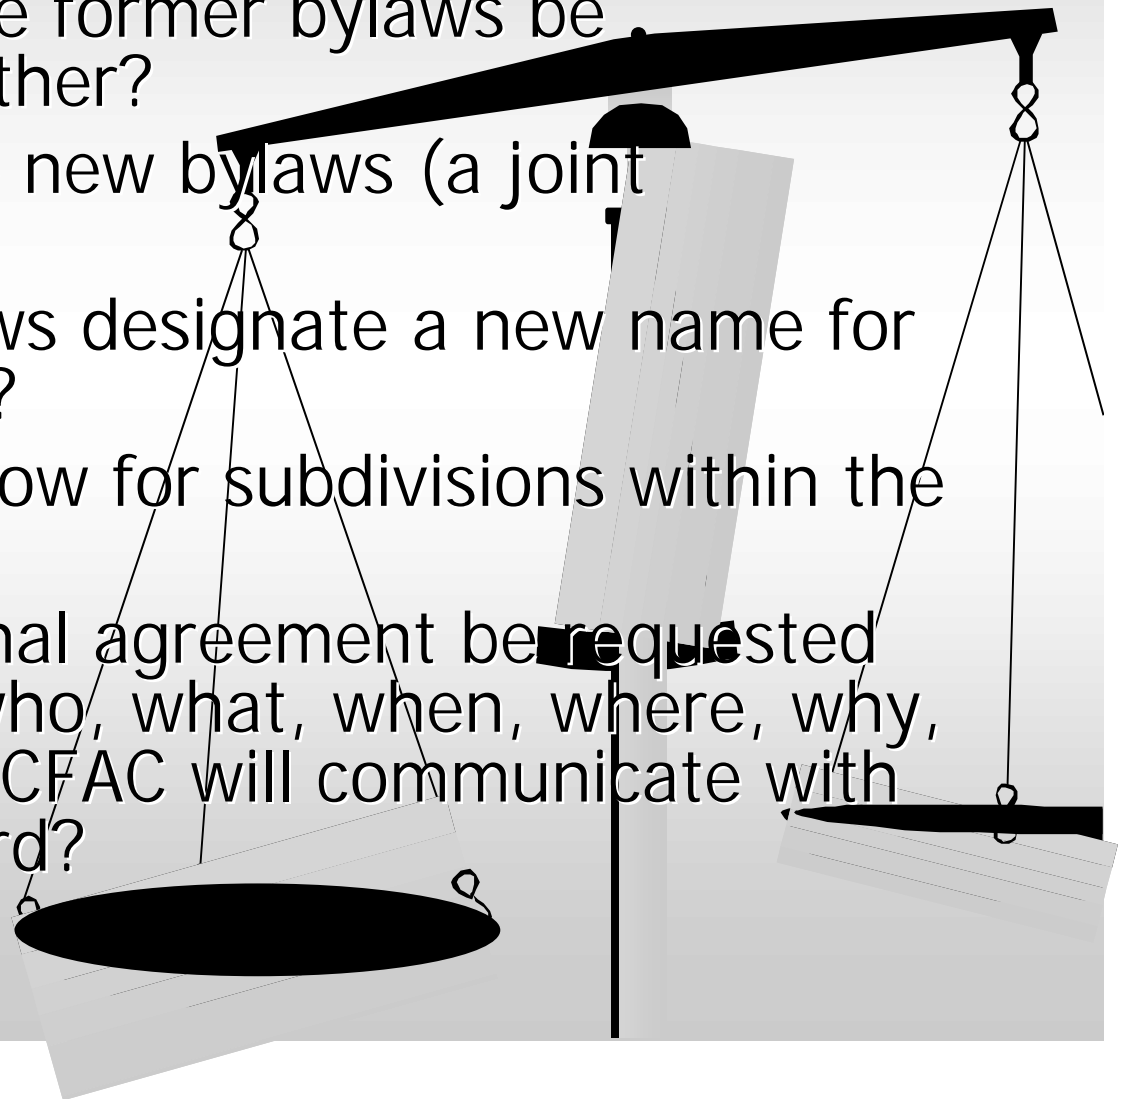 e former bylaws be
ther?
new bylaws (a joint
ws designate a new name for
?
ow for subdivisions within the
nal agreement be requested
who, what, when, where, why,
CFAC will communicate with
rd?